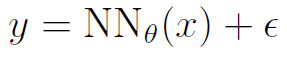 y = NN_θ(x) + ϵ